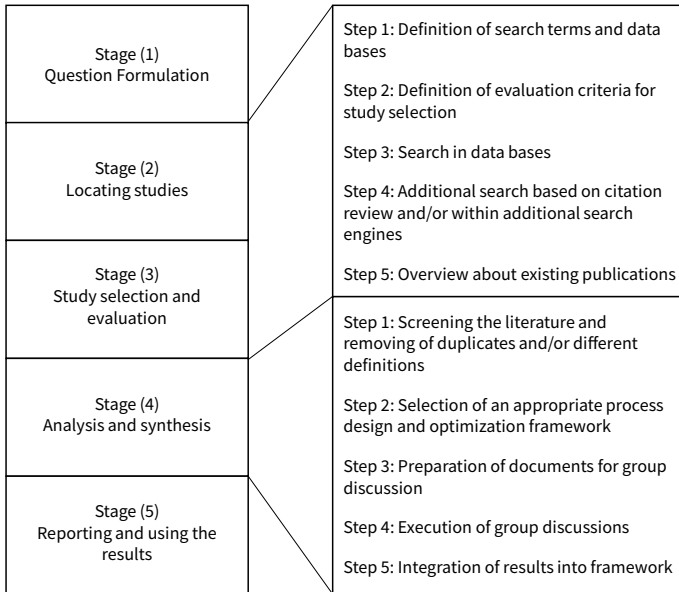 Stage (1)
Question Formulation
Stage (2)
Locating studies
Stage (3)
Study selection and
evaluation
Stage (4)
Analysis and synthesis
Stage (5)
Reporting and using the
results
Step 1: Definition of search terms and data
bases
Step 2: Definition of evaluation criteria for
study selection
Step 3: Search in data bases
Step 4: Additional search based on citation
review and/or within additional search
engines
Step 5: Overview about existing publications
Step 1: Screening the literature and
removing of duplicates and/or different
definitions
Step 2: Selection of an appropriate process
design and optimization framework
Step 3: Preparation of documents for group
discussion
Step 4: Execution of group discussions
Step 5: Integration of results into framework